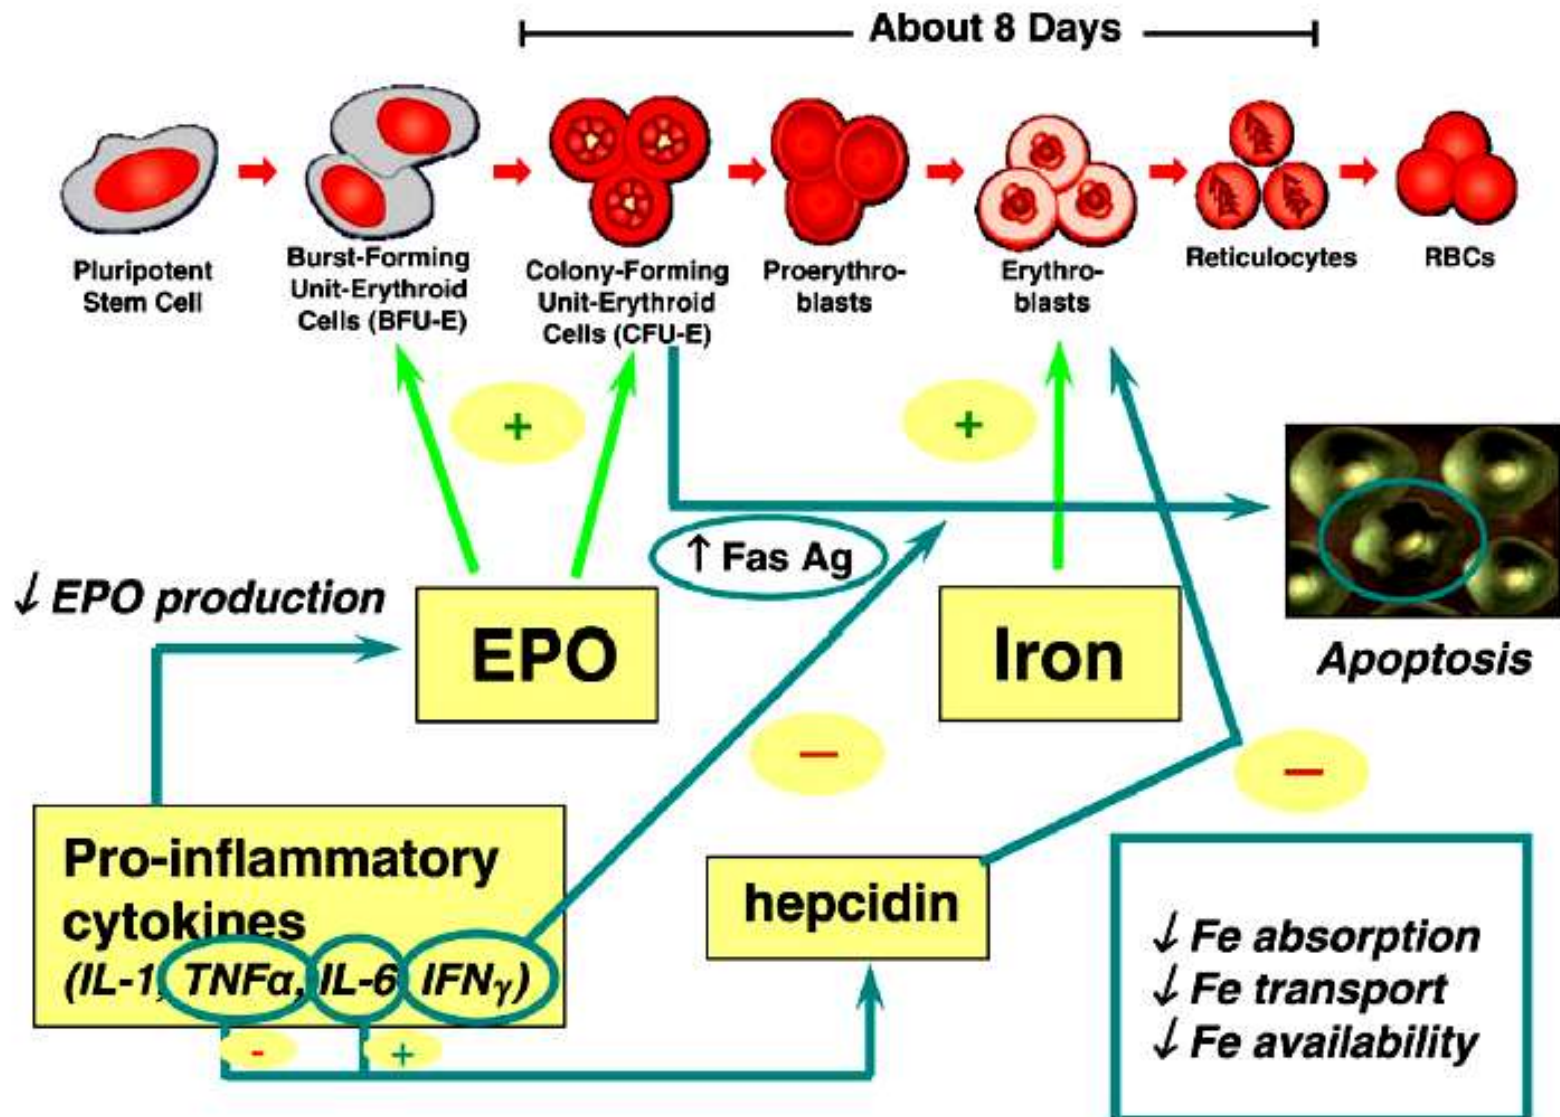 About 8 Days
Pluripotent
Stem Cell
Burst-Forming
Unit-Erythroid
Cells (BFU-E)
Colony-Forming
Unit-Erythroid
Cells (CFU-E)
Proerythro-
blasts
Erythro-
blasts
Reticulocytes
RBCs
+
+
↑ Fas Ag
↓ EPO production
EPO
Iron
Apoptosis
−
−
Pro-inflammatory
cytokines
(IL-1, TNFα, IL-6 IFNγ)
hepcidin
↓ Fe absorption
↓ Fe transport
↓ Fe availability
-
+